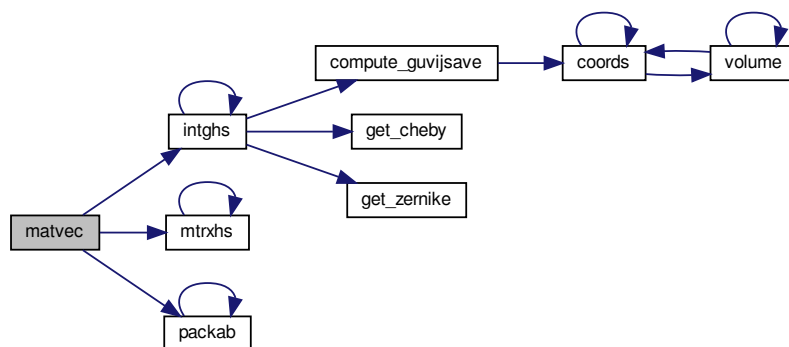 compute_guvijsave
coords
volume
intghs
get_cheby
get_zernike
matvec
mtrxhs
packab